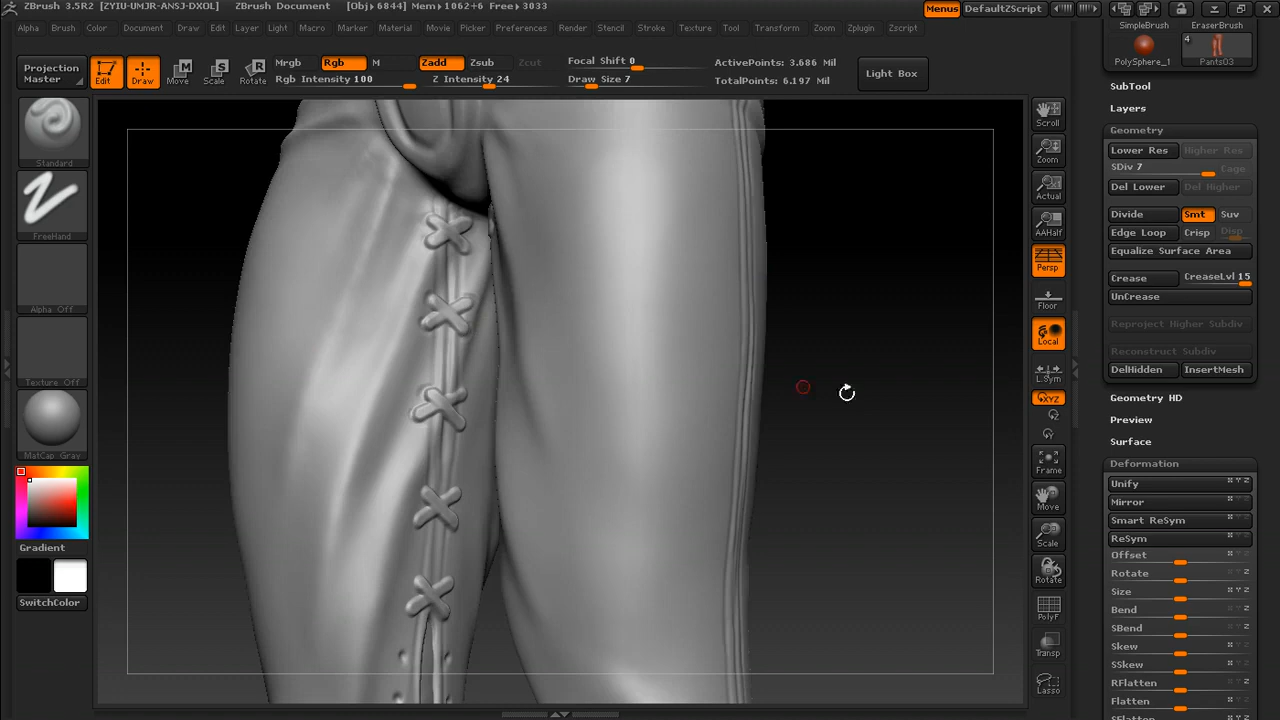 ZBrush 3.5R2 [ZYIU-UMJR-ANSJ-DXOL] ZBrush Document [Obj▸6844] Mem▸1062+6 Free▸3033
Menus DefaultZScript
Alpha Brush Color Document Draw Edit Layer Light Macro Marker Material Movie Picker Preferences Render Stencil Stroke Texture Tool Transform Zoom Zplugin Zscript
SimpleBrush EraserBrush
Projection Master
Edit Draw Move Scale Rotate
Mrgb Rgb M
Rgb Intensity 100
Zadd Zsub Zcut
Z Intensity 24
Focal Shift 0
Draw Size 7
ActivePoints: 3.686 Mil
TotalPoints: 6.197 Mil
Light Box
4
PolySphere_1 Pants03
Standard
FreeHand
Alpha Off
Texture Off
MatCap Gray
Gradient
SwitchColor
Scroll
Zoom
Actual
AAHalf
Persp
Floor
Local
L.Sym
XYZ
Z
Y
Frame
Move
Scale
Rotate
PolyF
Transp
Lasso
SubTool
Layers
Geometry
Lower Res Higher Res
SDiv 7 Cage
Del Lower Del Higher
Divide Smt Suv
Edge Loop Crisp Disp
Equalize Surface Area
Crease CreaseLvl 15
UnCrease
Reproject Higher Subdiv
Reconstruct Subdiv
DelHidden InsertMesh
Geometry HD
Preview
Surface
Deformation
Unify X Y Z
Mirror X Y Z
Smart ReSym X Y Z
ReSym X Y Z
Offset X Y Z
Rotate X Y Z
Size X Y Z
Bend X Y Z
SBend X Y Z
Skew X Y Z
SSkew X Y Z
RFlatten X Y Z
Flatten X Y Z
SFlatten X Y Z